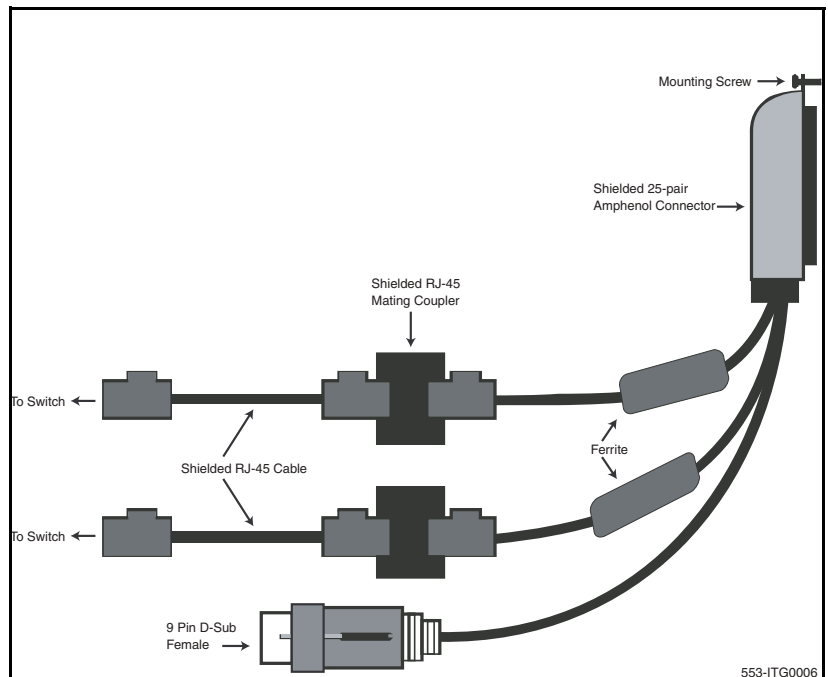 Mounting Screw
Shielded 25-pair
Amphenol Connector
Shielded RJ-45
Mating Coupler
To Switch
Ferrite
Shielded RJ-45 Cable
To Switch
9 Pin D-Sub
Female
553-ITG0006